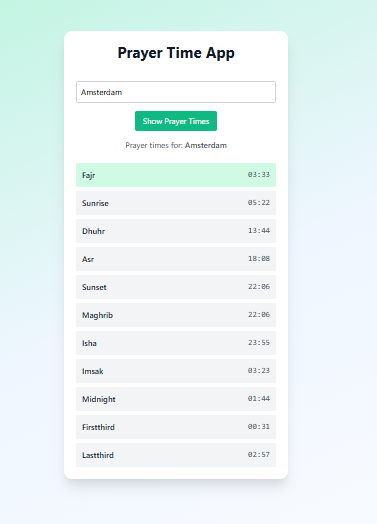 Prayer Time App
Amsterdam
Show Prayer Times
Prayer times for: Amsterdam
Fajr 03:33
Sunrise 05:22
Dhuhr 13:44
Asr 18:08
Sunset 22:06
Maghrib 22:06
Isha 23:55
Imsak 03:23
Midnight 01:44
Firstthird 00:31
Lastthird 02:57